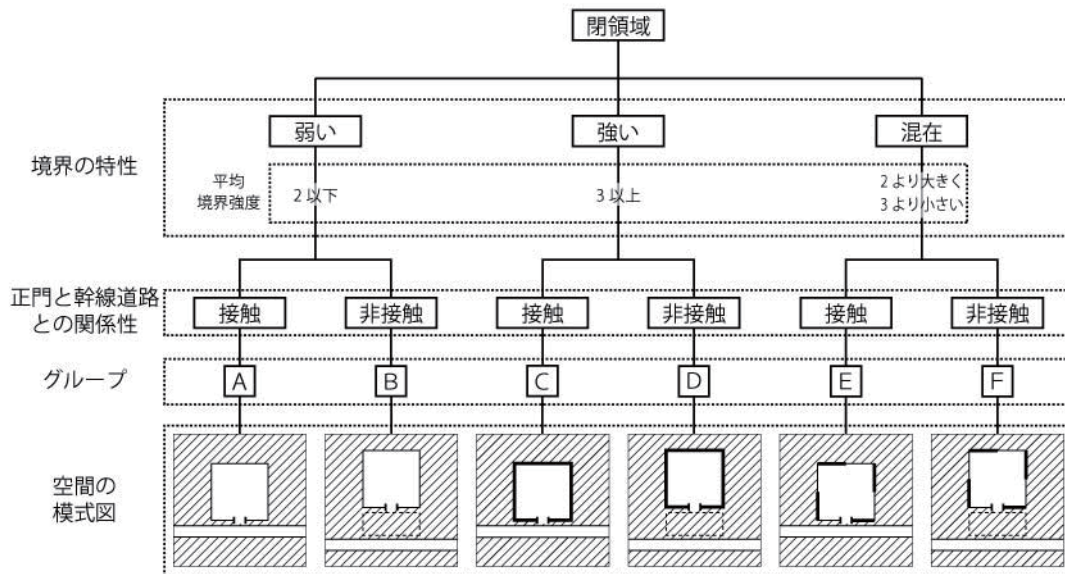 閉領域
弱い
強い
混在
境界の特性
平均
境界強度
2以下
3以上
2より大きく
3より小さい
正門と幹線道路
との関係性
接触
非接触
接触
非接触
接触
非接触
グループ
A
B
C
D
E
F
空間の
模式図